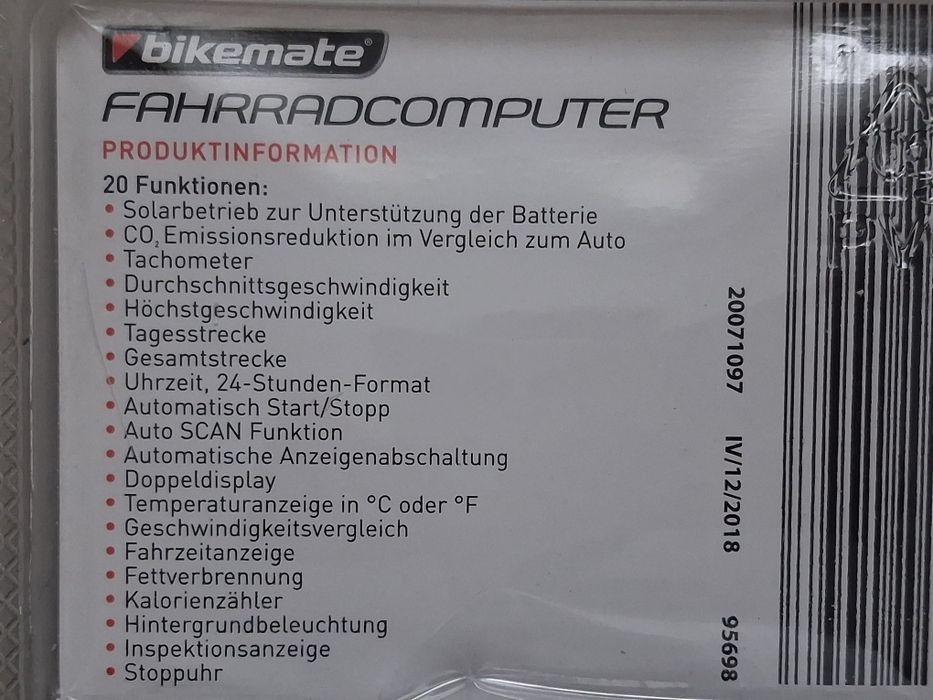 bikemate®
FAHRRADCOMPUTER
PRODUKTINFORMATION
20 Funktionen:
• Solarbetrieb zur Unterstützung der Batterie
• CO₂ Emissionsreduktion im Vergleich zum Auto
• Tachometer
• Durchschnittsgeschwindigkeit
• Höchstgeschwindigkeit
• Tagesstrecke
• Gesamtstrecke
• Uhrzeit, 24-Stunden-Format
• Automatisch Start/Stopp
• Auto SCAN Funktion
• Automatische Anzeigenabschaltung
• Doppeldisplay
• Temperaturanzeige in °C oder °F
• Geschwindigkeitsvergleich
• Fahrzeitanzeige
• Fettverbrennung
• Kalorienzähler
• Hintergrundbeleuchtung
• Inspektionsanzeige
• Stoppuhr
20071097 IV/12/2018 95698